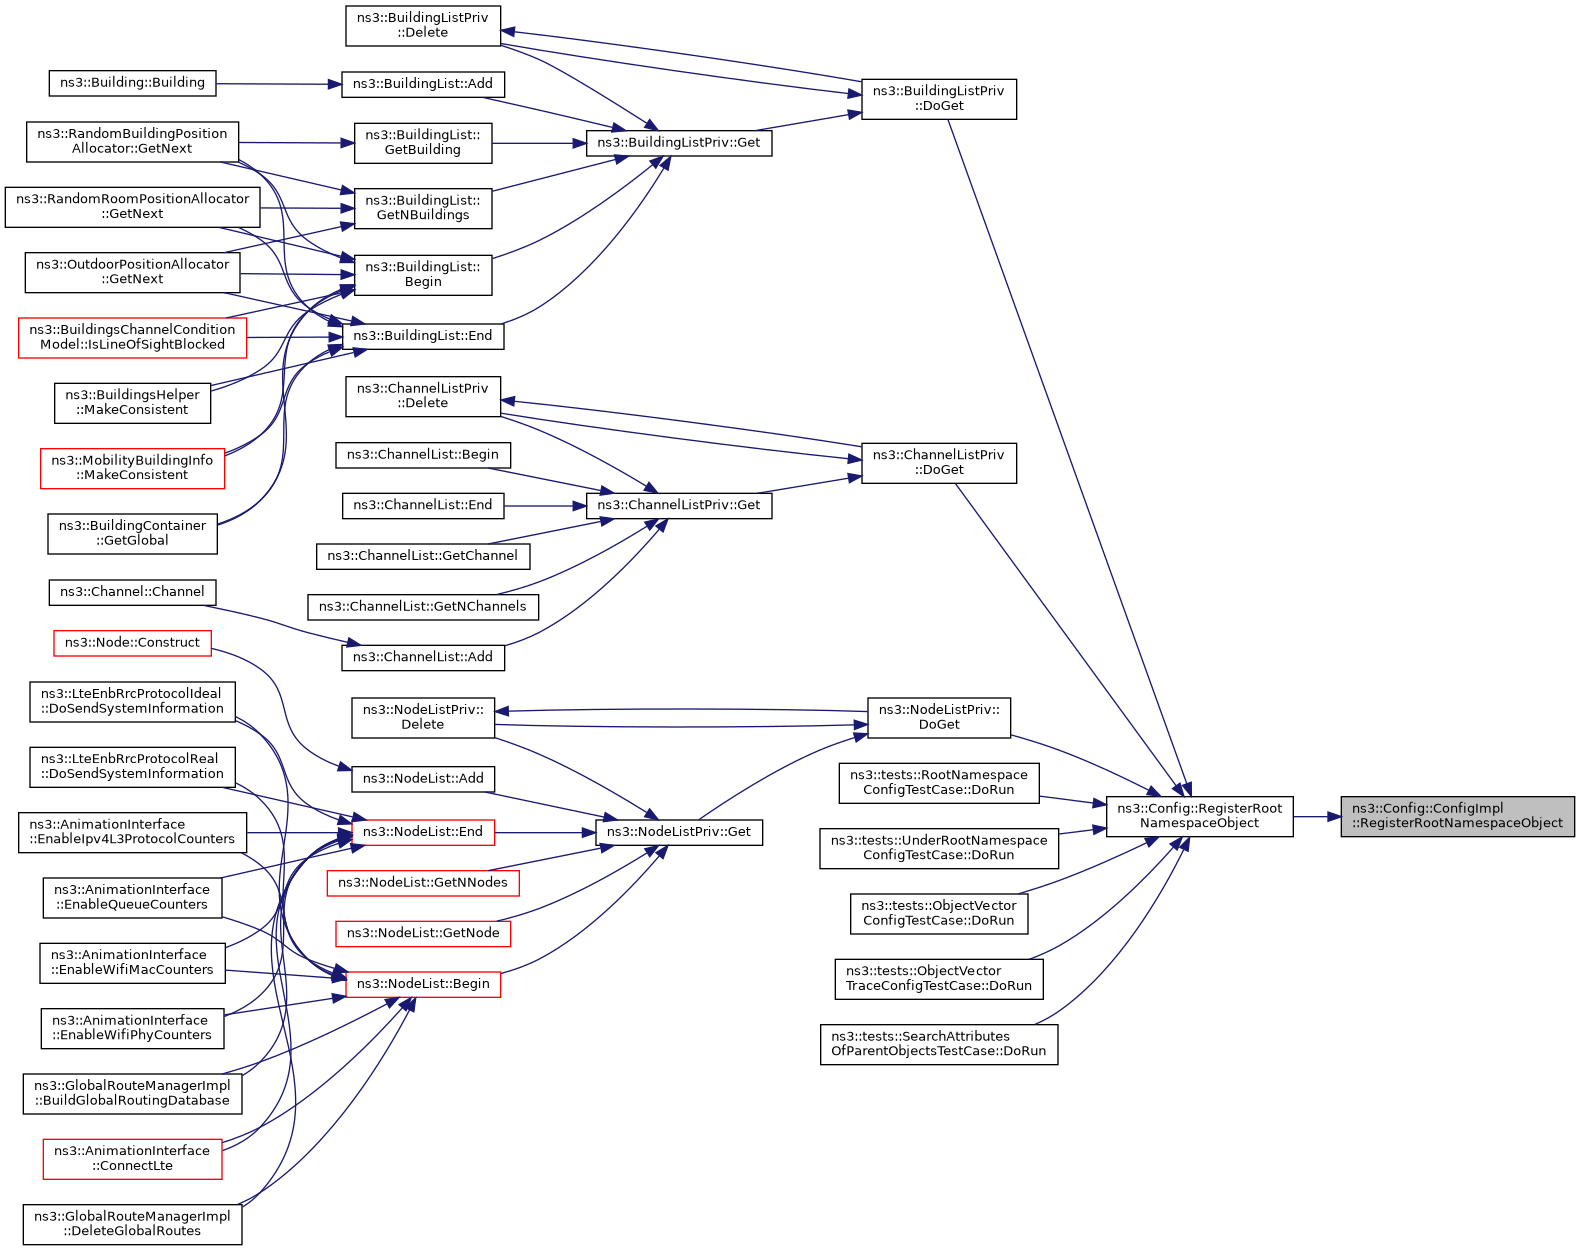 ns3::BuildingListPriv
::Delete
ns3::Building::Building
ns3::BuildingList::Add
ns3::BuildingListPriv
::DoGet
ns3::RandomBuildingPosition
Allocator::GetNext
ns3::BuildingList::
GetBuilding
ns3::BuildingListPriv::Get
ns3::RandomRoomPositionAllocator
::GetNext
ns3::BuildingList::
GetNBuildings
ns3::OutdoorPositionAllocator
::GetNext
ns3::BuildingList::
Begin
ns3::BuildingsChannelCondition
Model::IsLineOfSightBlocked
ns3::BuildingList::End
ns3::BuildingsHelper
::MakeConsistent
ns3::ChannelListPriv
::Delete
ns3::MobilityBuildingInfo
::MakeConsistent
ns3::ChannelList::Begin
ns3::ChannelListPriv
::DoGet
ns3::BuildingContainer
::GetGlobal
ns3::ChannelList::End
ns3::ChannelListPriv::Get
ns3::ChannelList::GetChannel
ns3::Channel::Channel
ns3::ChannelList::GetNChannels
ns3::Node::Construct
ns3::ChannelList::Add
ns3::LteEnbRrcProtocolIdeal
::DoSendSystemInformation
ns3::NodeListPriv::
Delete
ns3::NodeListPriv::
DoGet
ns3::LteEnbRrcProtocolReal
::DoSendSystemInformation
ns3::NodeList::Add
ns3::tests::RootNamespace
ConfigTestCase::DoRun
ns3::AnimationInterface
::EnableIpv4L3ProtocolCounters
ns3::NodeList::End
ns3::NodeListPriv::Get
ns3::tests::UnderRootNamespace
ConfigTestCase::DoRun
ns3::Config::RegisterRoot
NamespaceObject
ns3::Config::ConfigImpl
::RegisterRootNamespaceObject
ns3::AnimationInterface
::EnableQueueCounters
ns3::NodeList::GetNNodes
ns3::tests::ObjectVector
ConfigTestCase::DoRun
ns3::AnimationInterface
::EnableWifiMacCounters
ns3::NodeList::GetNode
ns3::tests::ObjectVector
TraceConfigTestCase::DoRun
ns3::AnimationInterface
::EnableWifiPhyCounters
ns3::NodeList::Begin
ns3::tests::SearchAttributes
OfParentObjectsTestCase::DoRun
ns3::GlobalRouteManagerImpl
::BuildGlobalRoutingDatabase
ns3::AnimationInterface
::ConnectLte
ns3::GlobalRouteManagerImpl
::DeleteGlobalRoutes